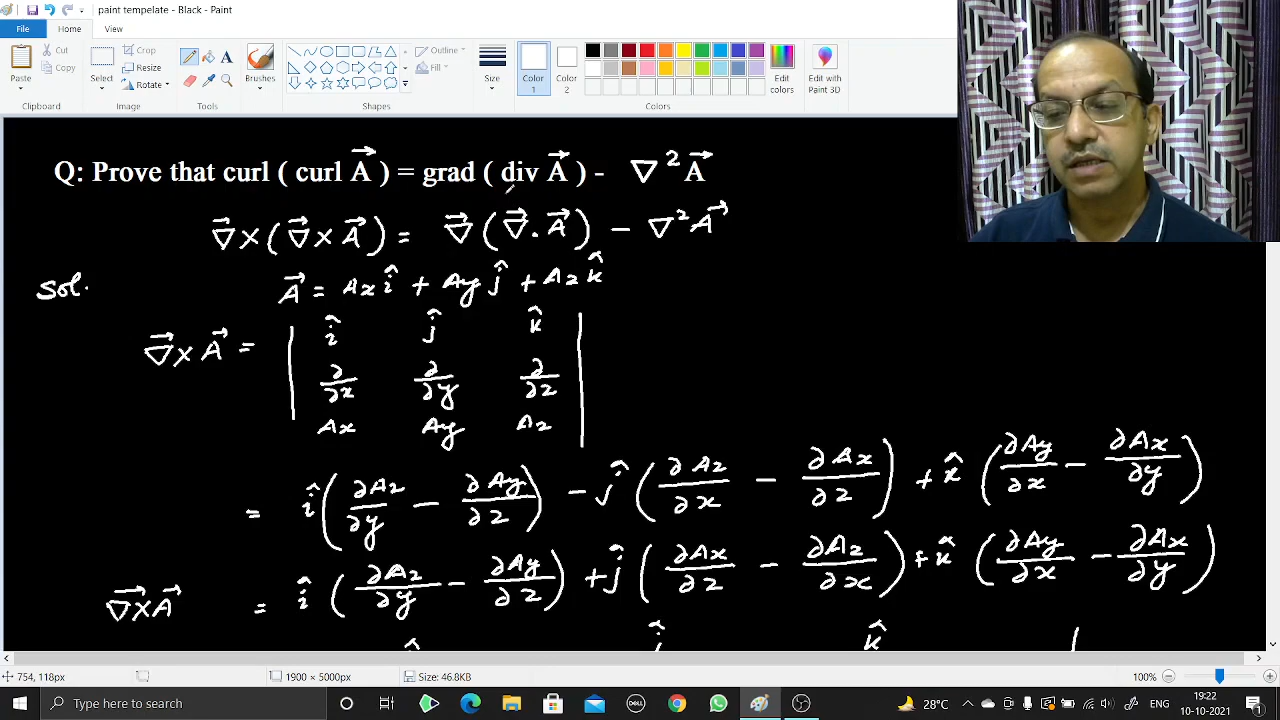 paint tempelate - Black - Paint
File Home View
Paste Cut Copy Clipboard
Select Crop Resize Rotate Image
Tools
Brushes
Outline Fill Shapes
Size
Color 1 Color 2 Edit colors Colors
Edit with Paint 3D
Q: Prove that curl ( curl A⃗ ) = grad ( div A⃗ ) - ∇² A⃗
∇⃗ × (∇⃗ × A⃗) = ∇⃗ (∇⃗ . A⃗) − ∇² A⃗
Sol. A⃗ = Ax î + Ay ĵ + Az k̂
∇⃗ × A⃗ = | î ĵ k̂ |
| ∂/∂x ∂/∂y ∂/∂z |
| Ax Ay Az |
= î (∂Az/∂y − ∂Ay/∂z) − ĵ (∂Az/∂x − ∂Ax/∂z) + k̂ (∂Ay/∂x − ∂Ax/∂y)
∇⃗ × A⃗ = î (∂Az/∂y − ∂Ay/∂z) + ĵ (∂Ax/∂z − ∂Az/∂x) + k̂ (∂Ay/∂x − ∂Ax/∂y)
ĵ k̂ |
754, 118px 1900 × 5000px Size: 46.8KB 100%
Type here to search
DELL
28°C ENG 19:22
10-10-2021